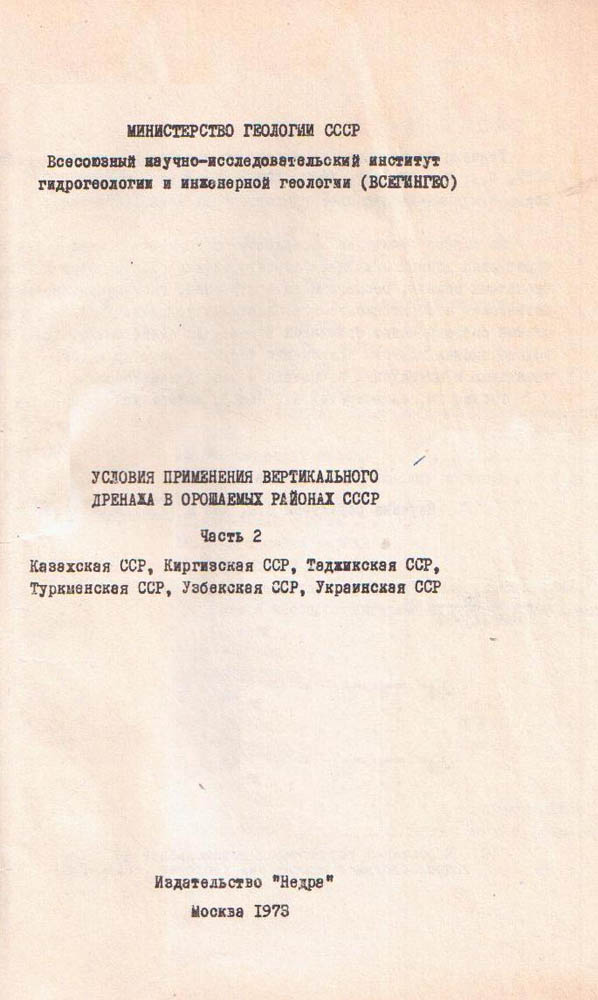 МИНИСТЕРСТВО ГЕОЛОГИИ СССР
Всесоюзный научно-исследовательский институт
гидрогеологии и инженерной геологии (ВСЕГИНГЕО)
УСЛОВИЯ ПРИМЕНЕНИЯ ВЕРТИКАЛЬНОГО
ДРЕНАЖА В ОРОШАЕМЫХ РАЙОНАХ СССР
Часть 2
Казахская ССР, Киргизская ССР, Таджикская ССР,
Туркменская ССР, Узбекская ССР, Украинская ССР
Издательство "Недра"
Москва 1973